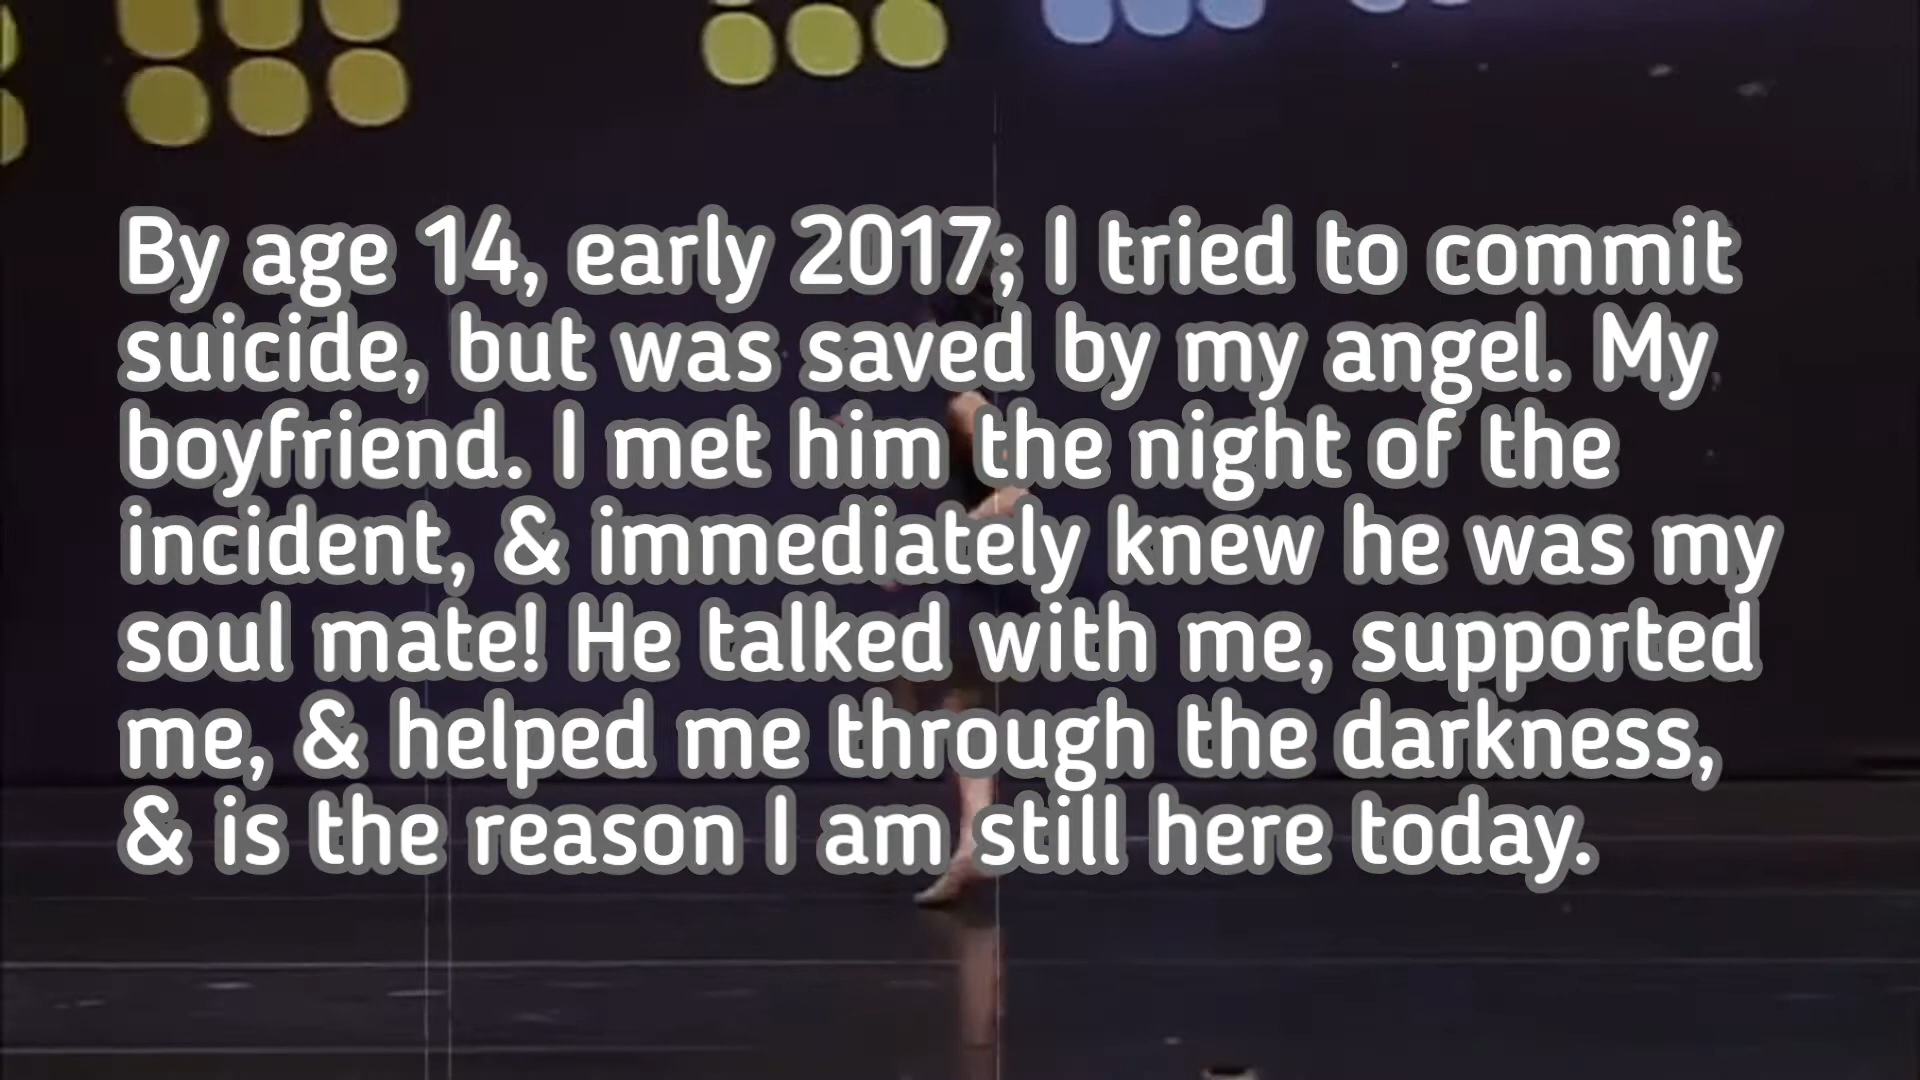 By age 14, early 2017; I tried to commit
suicide, but was saved by my angel. My
boyfriend. I met him the night of the
incident, & immediately knew he was my
soul mate! He talked with me, supported
me, & helped me through the darkness,
& is the reason I am still here today.